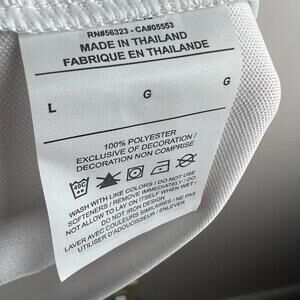 RN#56323 - CA#05553
MADE IN THAILAND
FABRIQUE EN THAILANDE
L G G
100% POLYESTER
EXCLUSIVE OF DECORATION/
DECORATION NON COMPRISE
40C
WASH WITH LIKE COLORS / DO NOT USE
SOFTENERS / REMOVE IMMEDIATELY / DO
NOT ALLOW TO LAY ON ITSELF WHEN WET /
DO NOT IRON DESIGN
LAVER AVEC COULEURS SIMILAIRES / NE PAS
UTILISER D'ADOUCISSEUR / ENLEVER